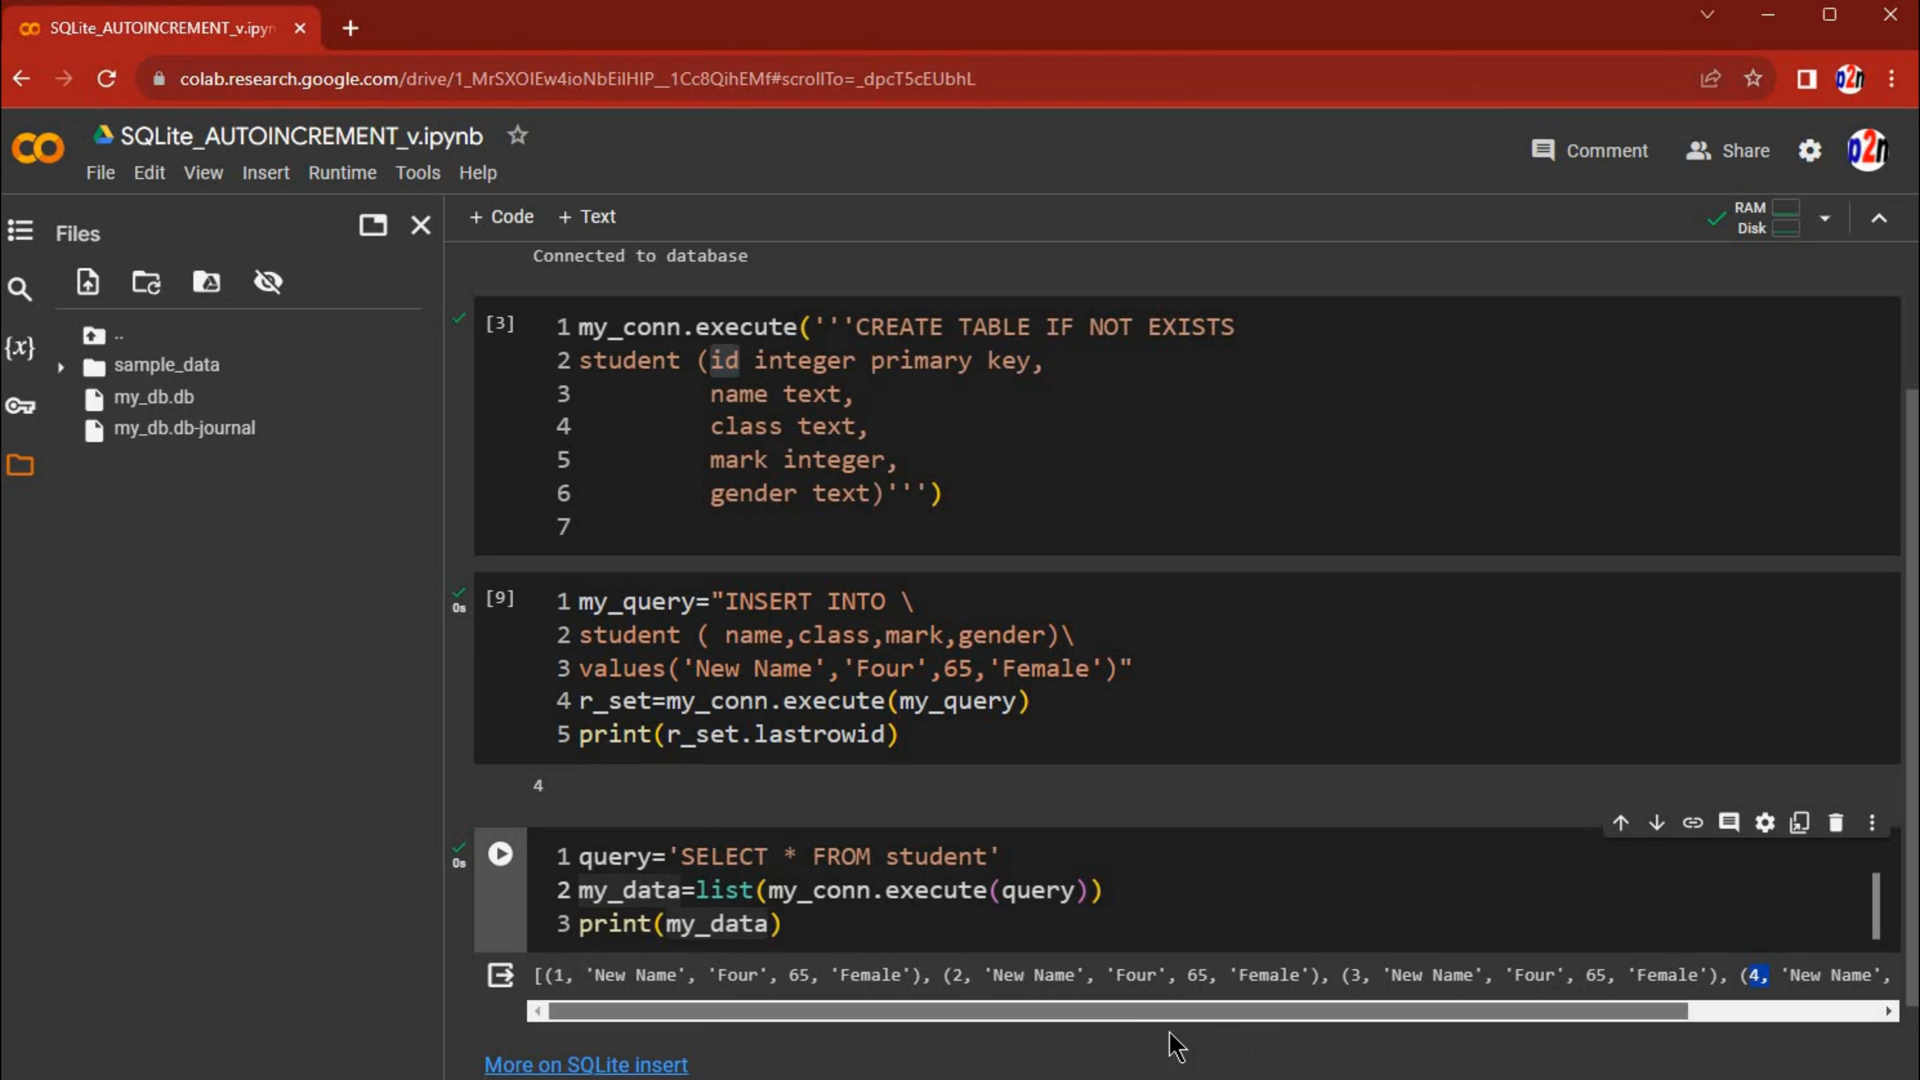 SQLite_AUTOINCREMENT_v.ipyn
colab.research.google.com/drive/1_MrSXOIEw4ioNbEiIHIP__1Cc8QihEMf#scrollTo=_dpcT5cEUbhL
SQLite_AUTOINCREMENT_v.ipynb
File Edit View Insert Runtime Tools Help
Comment Share
Files
+ Code + Text
RAM
Disk
..
sample_data
my_db.db
my_db.db-journal
{x}
Connected to database
[3]
1 my_conn.execute('''CREATE TABLE IF NOT EXISTS
2 student (id integer primary key,
3 name text,
4 class text,
5 mark integer,
6 gender text)''')
7
[9]
0s
1 my_query="INSERT INTO \
2 student ( name,class,mark,gender)\
3 values('New Name','Four',65,'Female')"
4 r_set=my_conn.execute(my_query)
5 print(r_set.lastrowid)
4
0s
1 query='SELECT * FROM student'
2 my_data=list(my_conn.execute(query))
3 print(my_data)
[(1, 'New Name', 'Four', 65, 'Female'), (2, 'New Name', 'Four', 65, 'Female'), (3, 'New Name', 'Four', 65, 'Female'), (4, 'New Name',
More on SQLite insert